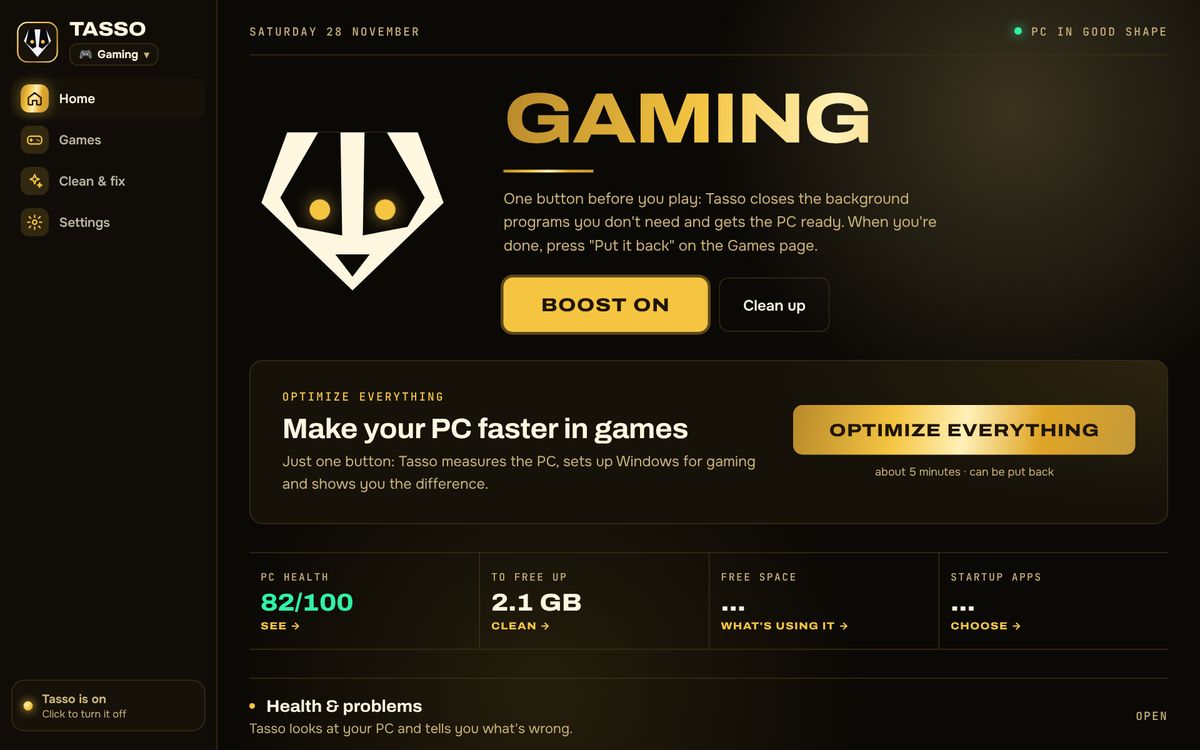 TASSO
🎮 Gaming ▾
Home
Games
Clean & fix
Settings
Tasso is on
Click to turn it off
SATURDAY 28 NOVEMBER
PC IN GOOD SHAPE
GAMING
One button before you play: Tasso closes the background
programs you don't need and gets the PC ready. When you're
done, press "Put it back" on the Games page.
BOOST ON
Clean up
OPTIMIZE EVERYTHING
Make your PC faster in games
Just one button: Tasso measures the PC, sets up Windows for gaming
and shows you the difference.
OPTIMIZE EVERYTHING
about 5 minutes · can be put back
PC HEALTH
82/100
SEE →
TO FREE UP
2.1 GB
CLEAN →
FREE SPACE
...
WHAT'S USING IT →
STARTUP APPS
...
CHOOSE →
Health & problems
Tasso looks at your PC and tells you what's wrong.
OPEN